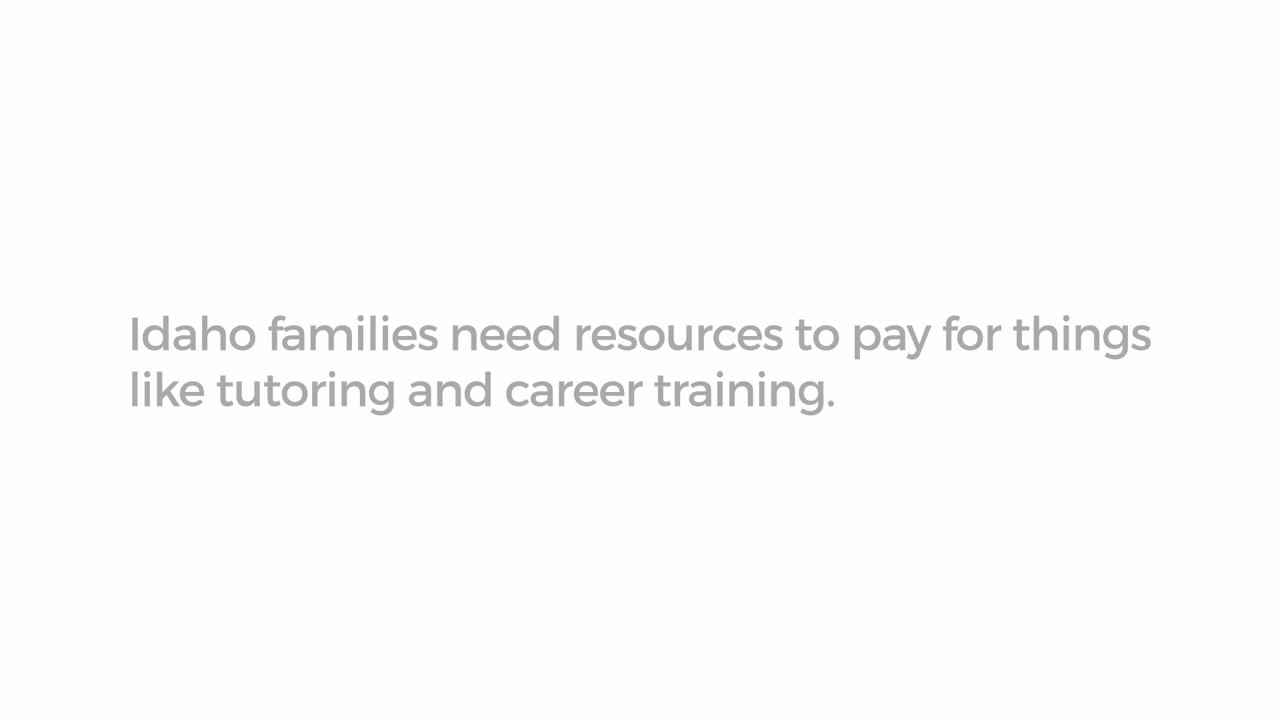 Idaho families need resources to pay for things
like tutoring and career training.